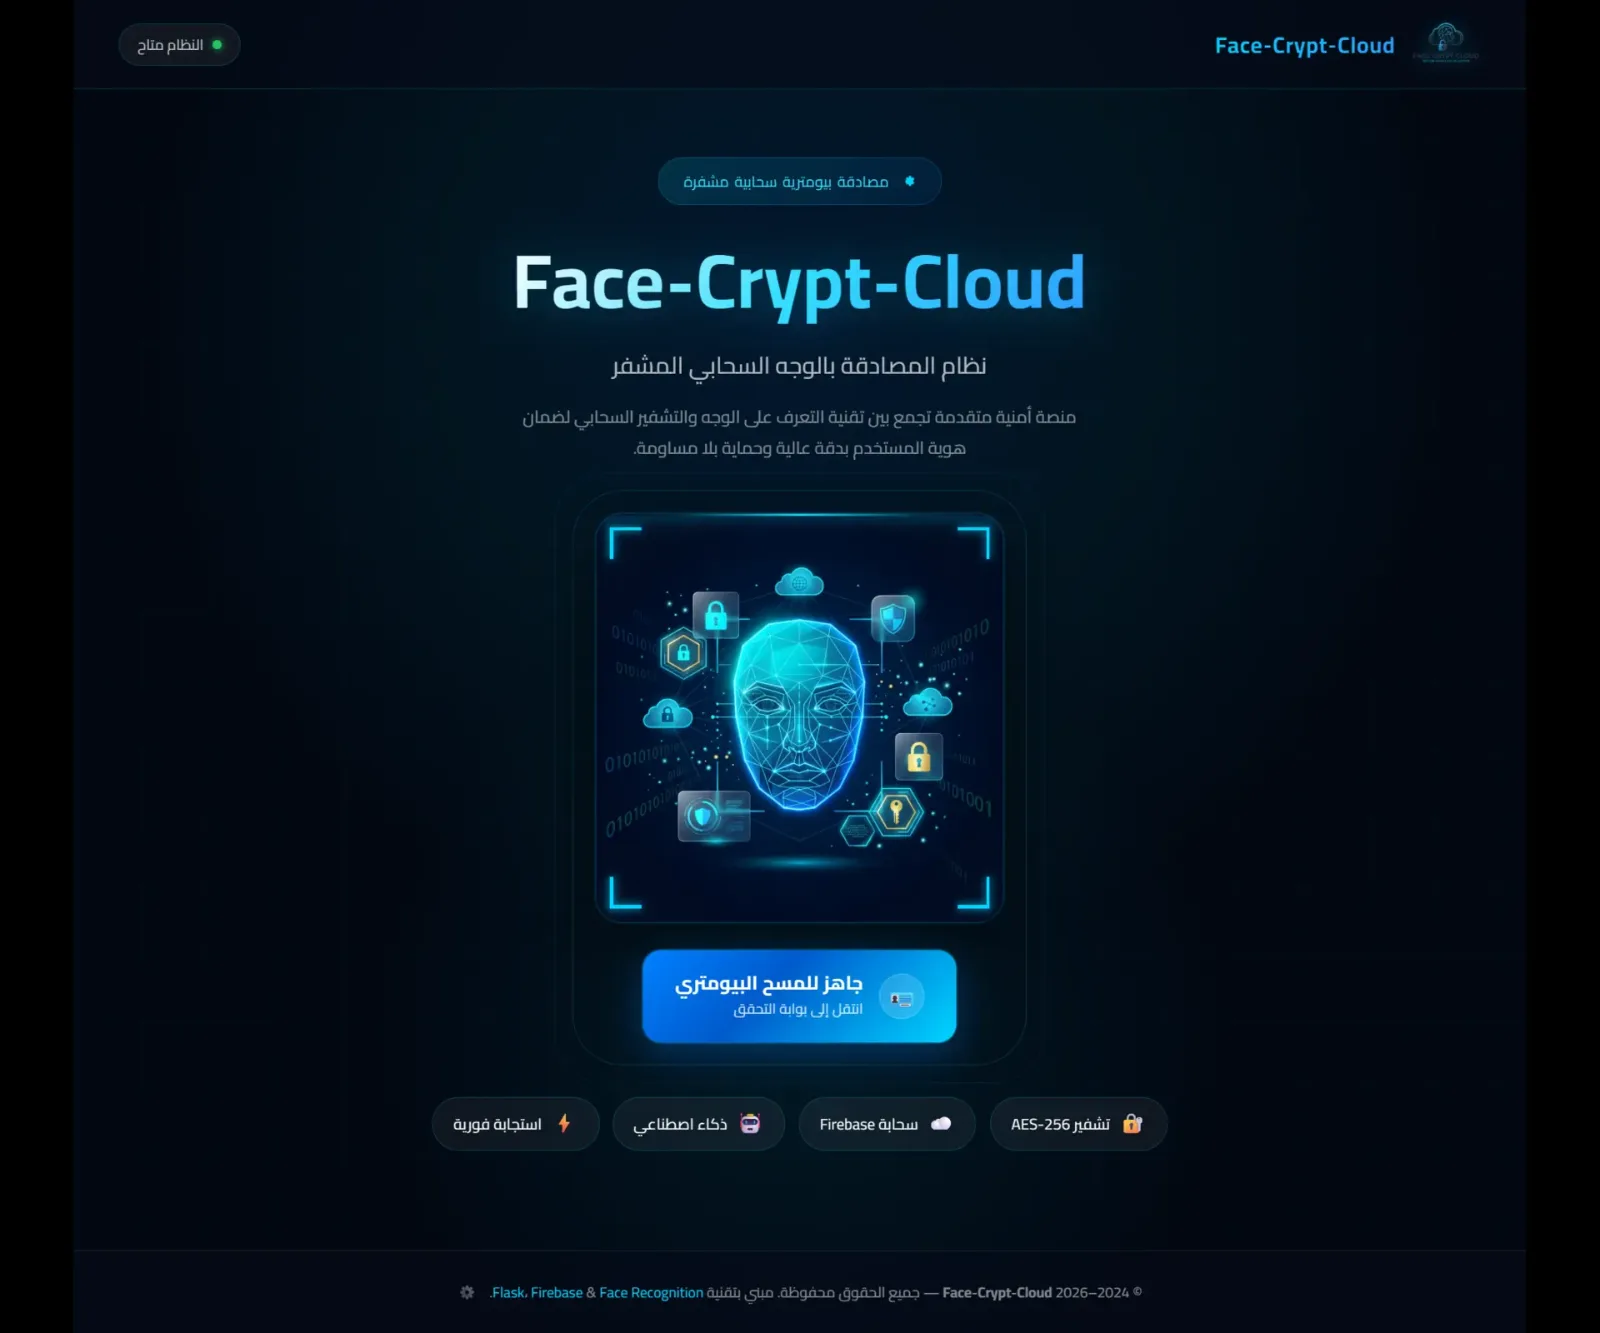 Face-Crypt-Cloud
النظام متاح
مصادقة بيومترية سحابية مشفرة
Face-Crypt-Cloud
نظام المصادقة بالوجه السحابي المشفر
منصة أمنية متقدمة تجمع بين تقنية التعرف على الوجه والتشفير السحابي لضمان
هوية المستخدم بدقة عالية وحماية بلا مساومة.
جاهز للمسح البيومتري
انتقل إلى بوابة التحقق
تشفير AES-256
سحابة Firebase
ذكاء اصطناعي
استجابة فورية
© 2024–2026 Face-Crypt-Cloud — جميع الحقوق محفوظة. مبني بتقنية Flask، Firebase & Face Recognition.